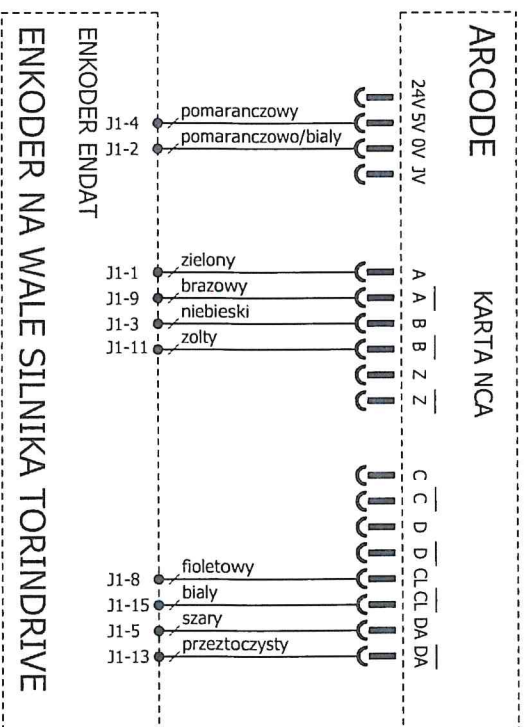 ARCODE
KARTA NCA
24V 5V 0V JV
A A B B Z Z
C C D D CL CL DA DA
J1-4 pomaranczowy
J1-2 pomaranczowo/bialy
J1-1 zielony
J1-9 brazowy
J1-3 niebieski
J1-11 zolty
J1-8 fioletowy
J1-15 bialy
J1-5 szary
J1-13 przeztoczysty
ENKODER ENDAT
ENKODER NA WALE SILNIKA TORINDRIVE